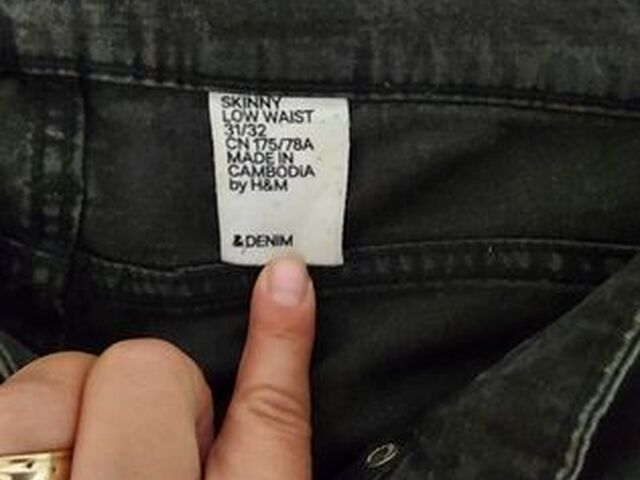 SKINNY
LOW WAIST
31/32
CN 175/78A
MADE IN
CAMBODIA
by H&M
& DENIM